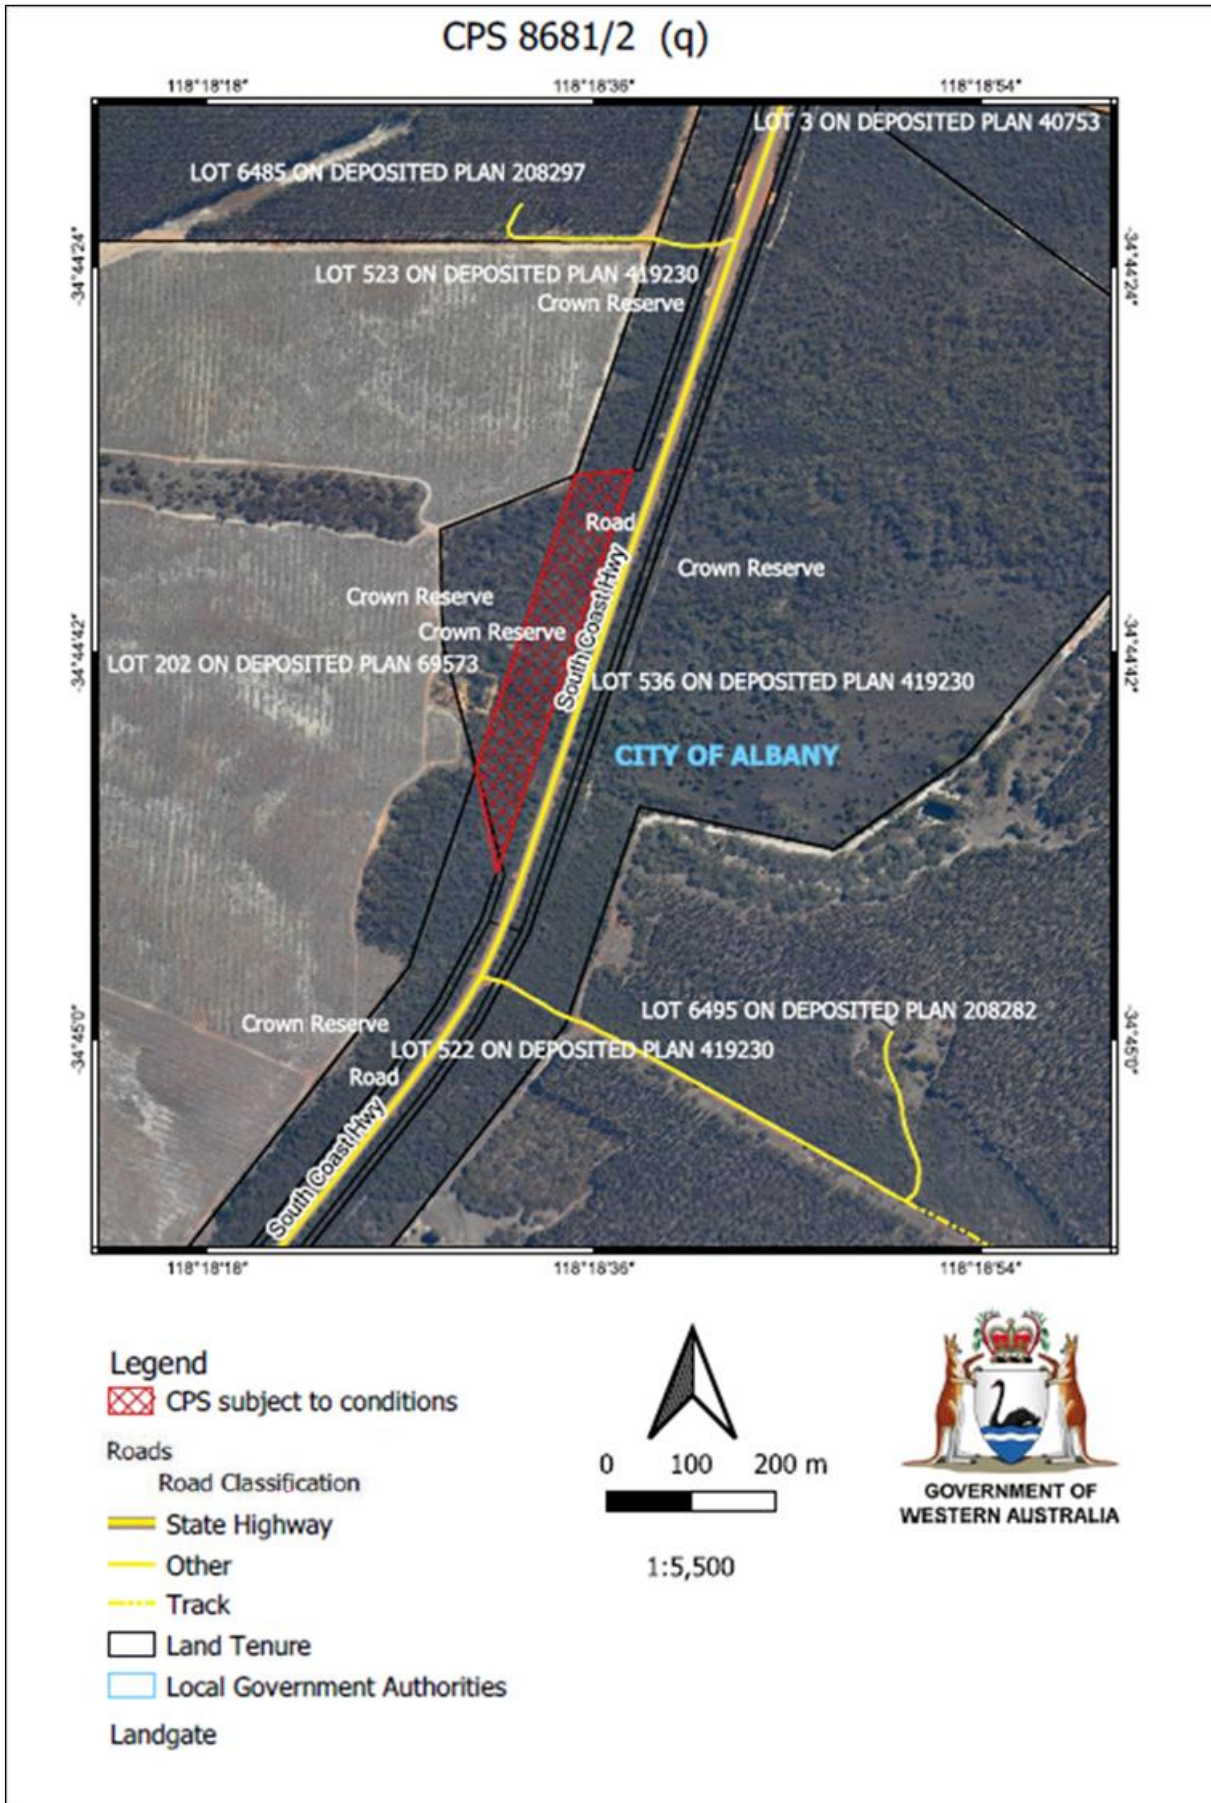 CPS 8681/2 (q)
118°18'18"
118°18'36"
118°18'54"
LOT 3 ON DEPOSITED PLAN 40753
LOT 6485 ON DEPOSITED PLAN 208297
-34°44'24"
-34°44'24"
LOT 523 ON DEPOSITED PLAN 419230
Crown Reserve
Road
South Coast Hwy
Crown Reserve
Crown Reserve
Crown Reserve
-34°44'42"
-34°44'42"
LOT 202 ON DEPOSITED PLAN 69573
LOT 536 ON DEPOSITED PLAN 419230
CITY OF ALBANY
LOT 6495 ON DEPOSITED PLAN 208282
-34°45'0"
-34°45'0"
Crown Reserve
LOT 522 ON DEPOSITED PLAN 419230
Road
South Coast Hwy
118°18'18"
118°18'36"
118°18'54"
Legend
CPS subject to conditions
Roads
Road Classification
State Highway
Other
Track
Land Tenure
Local Government Authorities
Landgate
0 100 200 m
1:5,500
GOVERNMENT OF
WESTERN AUSTRALIA